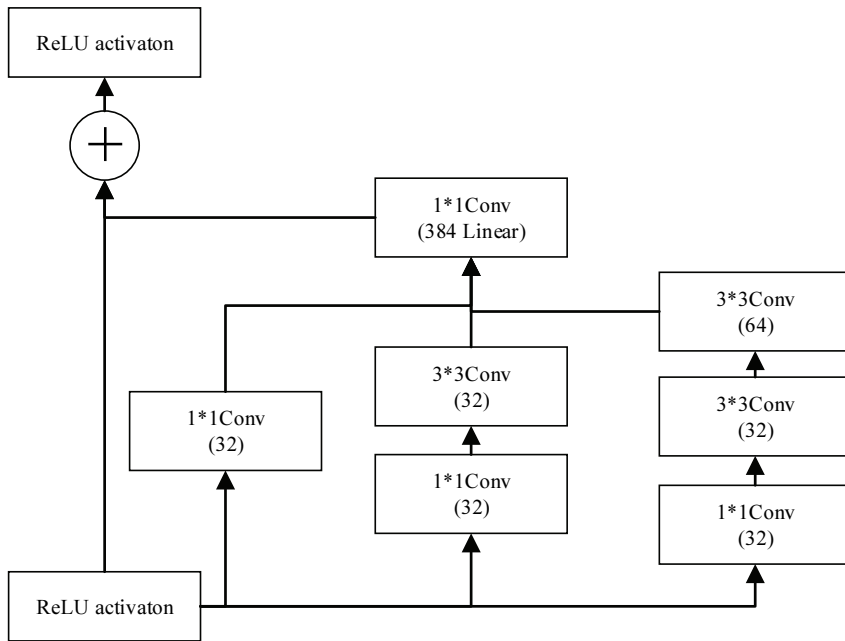 ReLU activaton
+
1*1Conv
(384 Linear)
3*3Conv
(64)
3*3Conv
(32)
3*3Conv
(32)
1*1Conv
(32)
1*1Conv
(32)
1*1Conv
(32)
ReLU activaton